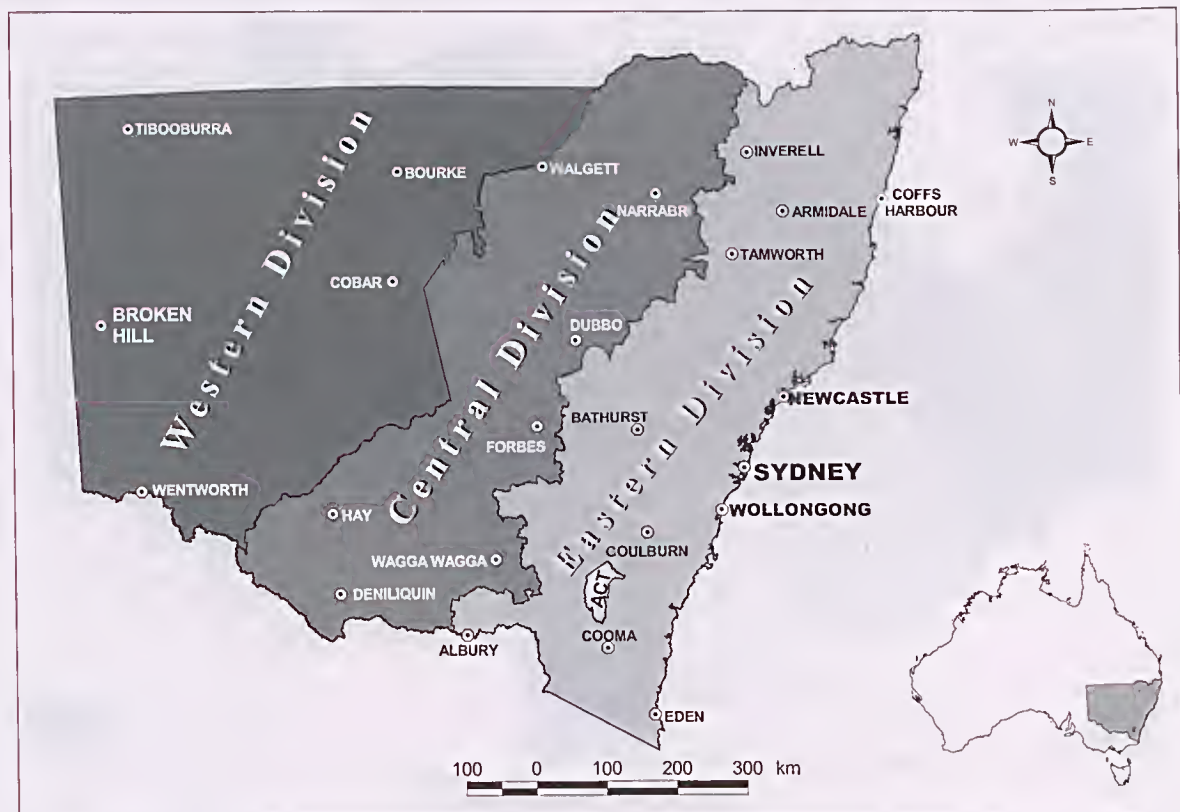 N
W E
S
TIBOOBURRA
BOURKE
WALGETT
INVERELL
NARRABR
ARMIDALE
COFFS
HARBOUR
TAMWORTH
COBAR
BROKEN
HILL
DUBBO
Western Division
Central Division
Eastern Division
NEWCASTLE
BATHURST
FORBES
SYDNEY
WENTWORTH
HAY
WOLLONGONG
COULBURN
WAGGA WAGGA
DENILIQUIN
ACT
COOMA
ALBURY
EDEN
100 0 100 200 300 km